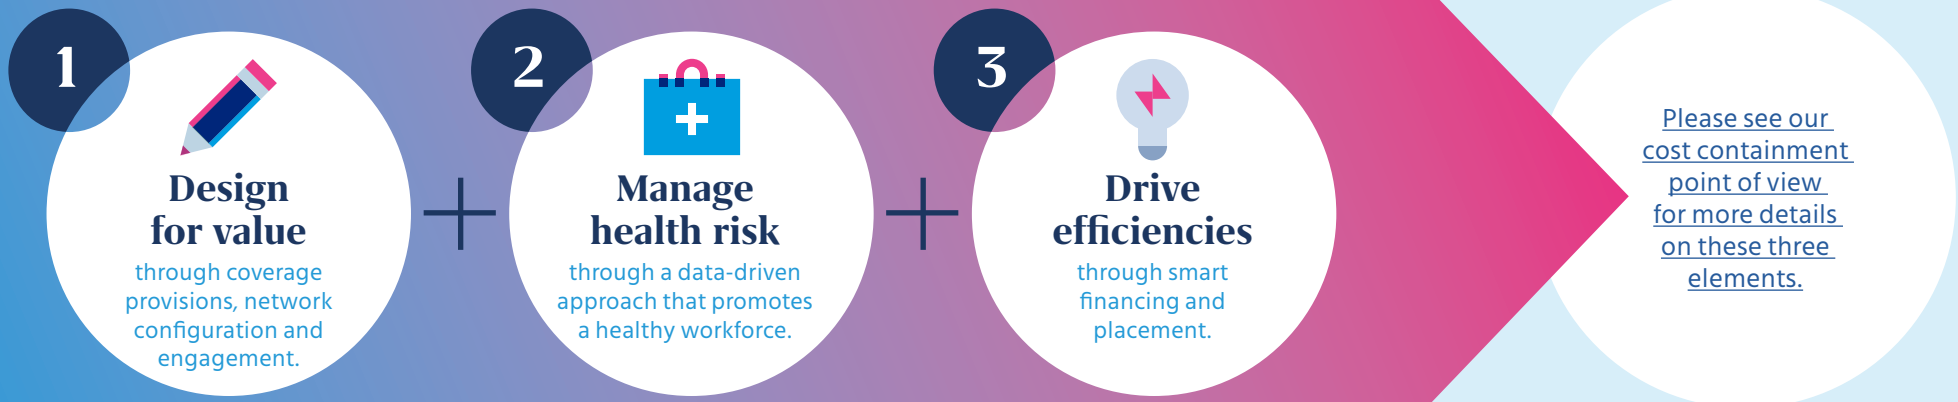 1
Design
for value
through coverage
provisions, network
configuration and
engagement.
2
Manage
health risk
through a data-driven
approach that promotes
a healthy workforce.
3
Drive
efficiencies
through smart
financing and
placement.
Please see our
cost containment
point of view
for more details
on these three
elements.